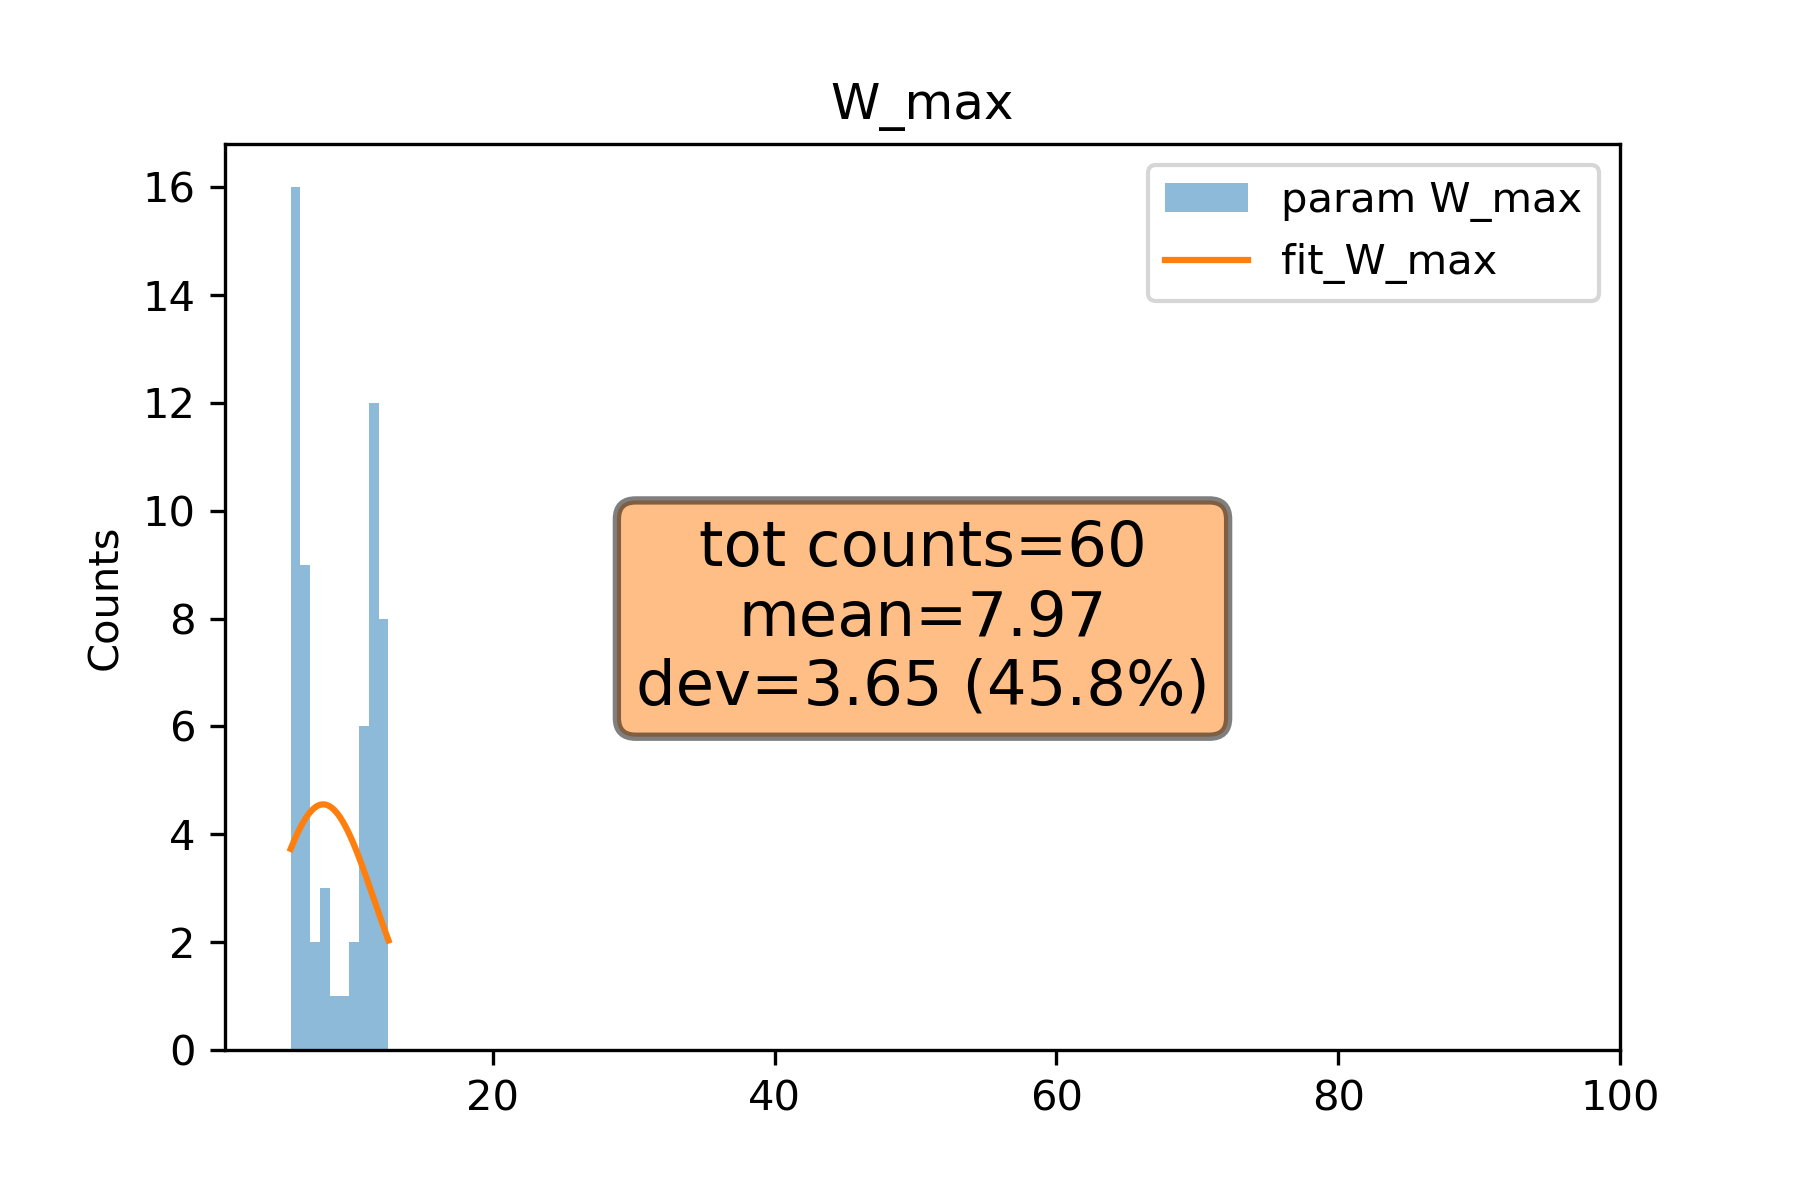 W_max
param W_max
fit_W_max
16
14
12
10
8
6
4
2
0
Counts
tot counts=60
mean=7.97
dev=3.65 (45.8%)
20
40
60
80
100